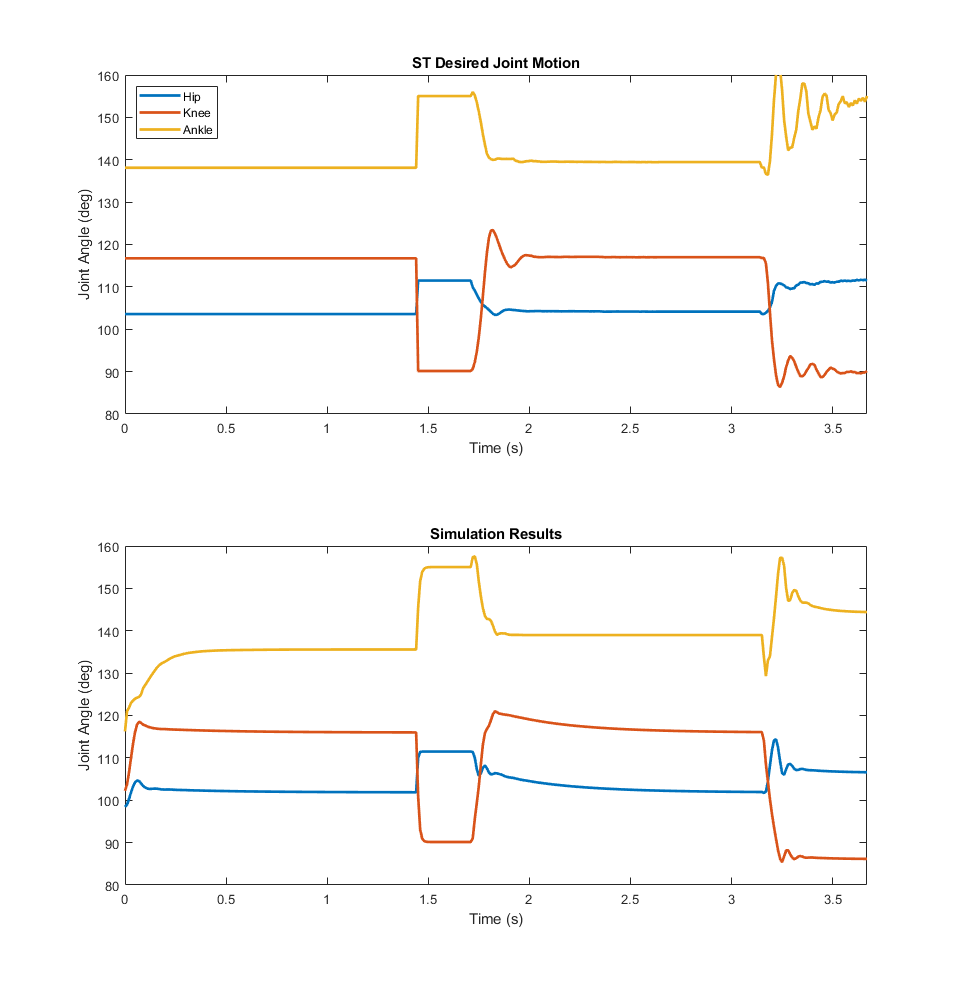 ST Desired Joint Motion
160
150
140
130
120
110
100
90
80
Joint Angle (deg)
Hip
Knee
Ankle
0 0.5 1 1.5 2 2.5 3 3.5
Time (s)
Simulation Results
160
150
140
130
120
110
100
90
80
Joint Angle (deg)
0 0.5 1 1.5 2 2.5 3 3.5
Time (s)